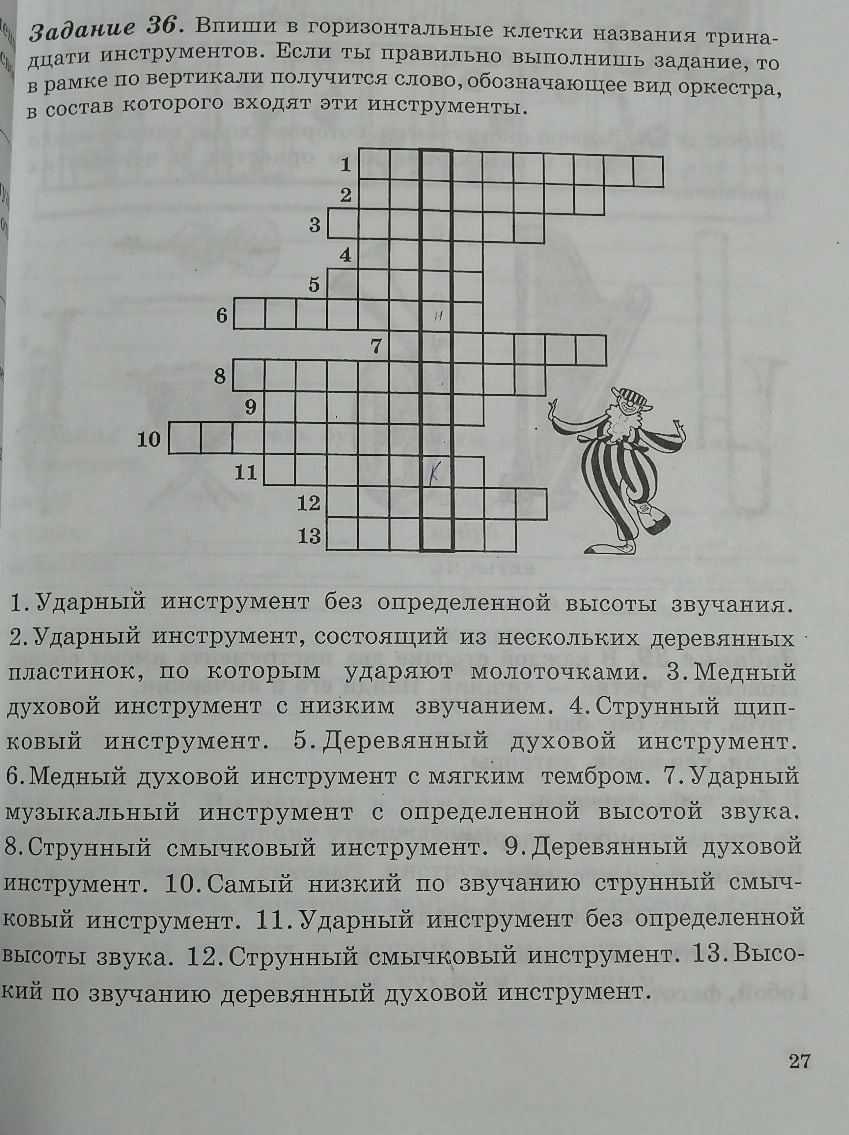 Задание 36. Впиши в горизонтальные клетки названия трина-
дцати инструментов. Если ты правильно выполнишь задание, то
в рамке по вертикали получится слово, обозначающее вид оркестра,
в состав которого входят эти инструменты.
1
2
3
4
5
6 н
7
8
9
10
11 К
12
13
1. Ударный инструмент без определенной высоты звучания.
2. Ударный инструмент, состоящий из нескольких деревянных
пластинок, по которым ударяют молоточками. 3. Медный
духовой инструмент с низким звучанием. 4. Струнный щип-
ковый инструмент. 5. Деревянный духовой инструмент.
6. Медный духовой инструмент с мягким тембром. 7. Ударный
музыкальный инструмент с определенной высотой звука.
8. Струнный смычковый инструмент. 9. Деревянный духовой
инструмент. 10. Самый низкий по звучанию струнный смыч-
ковый инструмент. 11. Ударный инструмент без определенной
высоты звука. 12. Струнный смычковый инструмент. 13. Высо-
кий по звучанию деревянный духовой инструмент.
27